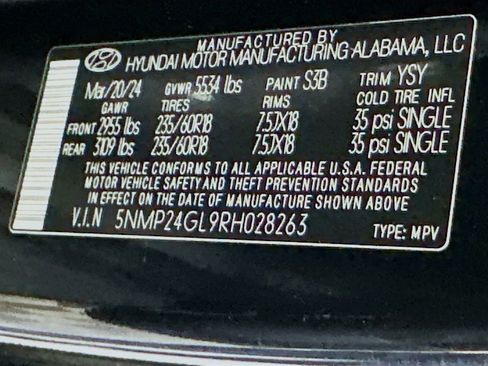 MANUFACTURED BY
HYUNDAI MOTOR MANUFACTURING ALABAMA, LLC
Mar/20/24 GVWR 5534 lbs PAINT S3B TRIM YSY
GAWR TIRES RIMS COLD TIRE INFL
FRONT 2955 lbs 235/60R18 7.5JX18 35 psi SINGLE
REAR 3109 lbs 235/60R18 7.5JX18 35 psi SINGLE
THIS VEHICLE CONFORMS TO ALL APPLICABLE U.S.A. FEDERAL
MOTOR VEHICLE SAFETY AND THEFT PREVENTION STANDARDS
IN EFFECT ON THE DATE OF MANUFACTURE SHOWN ABOVE.
V.I.N 5NMP24GL9RH028263 TYPE: MPV